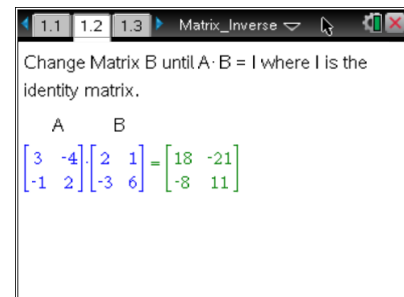 1.1 1.2 1.3 Matrix_Inverse
Change Matrix B until A· B = I where I is the
identity matrix.
A B
[3 -4] · [2 1] = [18 -21]
[-1 2] [-3 6] [-8 11]